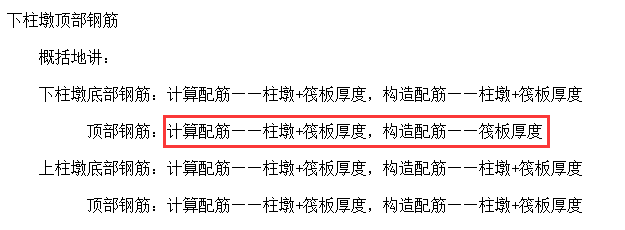 下柱墩顶部钢筋
概括地讲：
下柱墩底部钢筋：计算配筋——柱墩+筏板厚度，构造配筋——柱墩+筏板厚度
顶部钢筋：计算配筋——柱墩+筏板厚度，构造配筋——筏板厚度
上柱墩底部钢筋：计算配筋——柱墩+筏板厚度，构造配筋——柱墩+筏板厚度
顶部钢筋：计算配筋——柱墩+筏板厚度，构造配筋——柱墩+筏板厚度